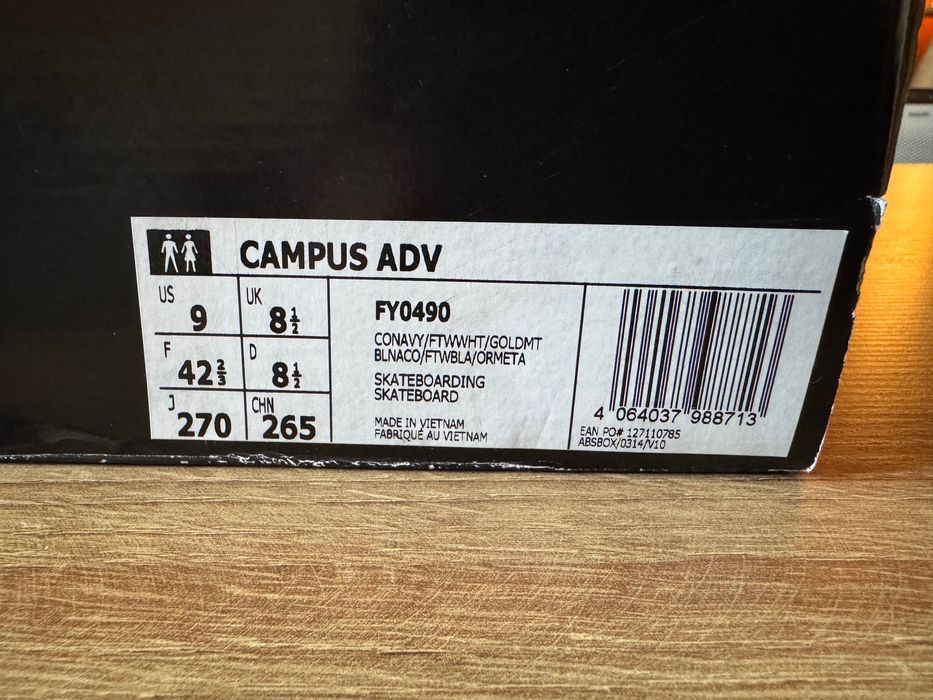 CAMPUS ADV
US 9 UK 8½
F 42⅔ D 8½
J 270 CHN 265
FY0490
CONAVY/FTWWHT/GOLDMT
BLNACO/FTWBLA/ORMETA
SKATEBOARDING
SKATEBOARD
MADE IN VIETNAM
FABRIQUÉ AU VIETNAM
4 064037 988713
EAN PO# 127110785
ABSBOX/0314/V10